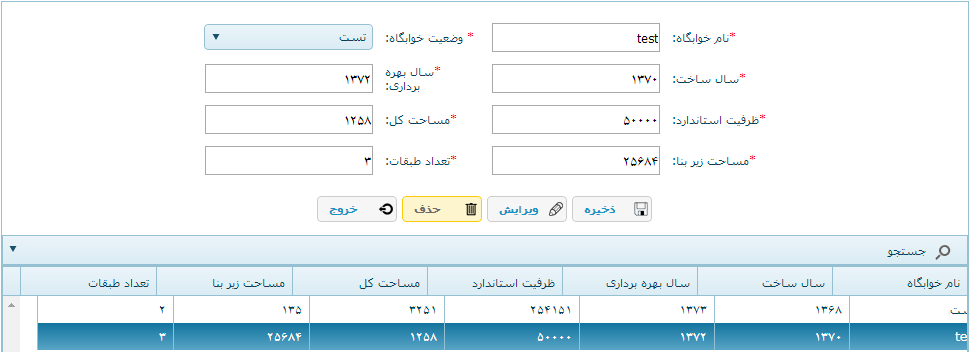 *نام خوابگاه: test * وضعیت خوابگاه: تست
*سال ساخت: ۱۳۷۰ *سال بهره برداری: ۱۳۷۲
*ظرفیت استاندارد: ۵۰۰۰۰ *مساحت کل: ۱۲۵۸
*مساحت زیر بنا: ۲۵۶۸۴ *تعداد طبقات: ۳
ذخیره ویرایش حذف خروج
جستجو
نام خوابگاه سال ساخت سال بهره برداری ظرفیت استاندارد مساحت کل مساحت زیر بنا تعداد طبقات
ست ۱۳۶۸ ۱۳۷۳ ۲۵۴۱۵۱ ۳۲۵۱ ۱۳۵ ۲
te ۱۳۷۰ ۱۳۷۲ ۵۰۰۰۰ ۱۲۵۸ ۲۵۶۸۴ ۳